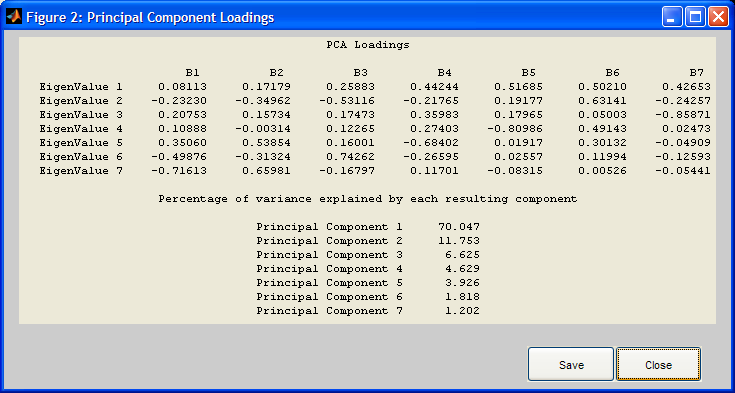 Figure 2: Principal Component Loadings
PCA Loadings
B1 B2 B3 B4 B5 B6 B7
EigenValue 1 0.08113 0.17179 0.25883 0.44244 0.51685 0.50210 0.42653
EigenValue 2 -0.23230 -0.34962 -0.53116 -0.21765 0.19177 0.63141 -0.24257
EigenValue 3 0.20753 0.15734 0.17473 0.35983 0.17965 0.05003 -0.85871
EigenValue 4 0.10888 -0.00314 0.12265 0.27403 -0.80986 0.49143 0.02473
EigenValue 5 0.35060 0.53854 0.16001 -0.68402 0.01917 0.30132 -0.04909
EigenValue 6 -0.49876 -0.31324 0.74262 -0.26595 0.02557 0.11994 -0.12593
EigenValue 7 -0.71613 0.65981 -0.16797 0.11701 -0.08315 0.00526 -0.05441
Percentage of variance explained by each resulting component
Principal Component 1 70.047
Principal Component 2 11.753
Principal Component 3 6.625
Principal Component 4 4.629
Principal Component 5 3.926
Principal Component 6 1.818
Principal Component 7 1.202
Save Close